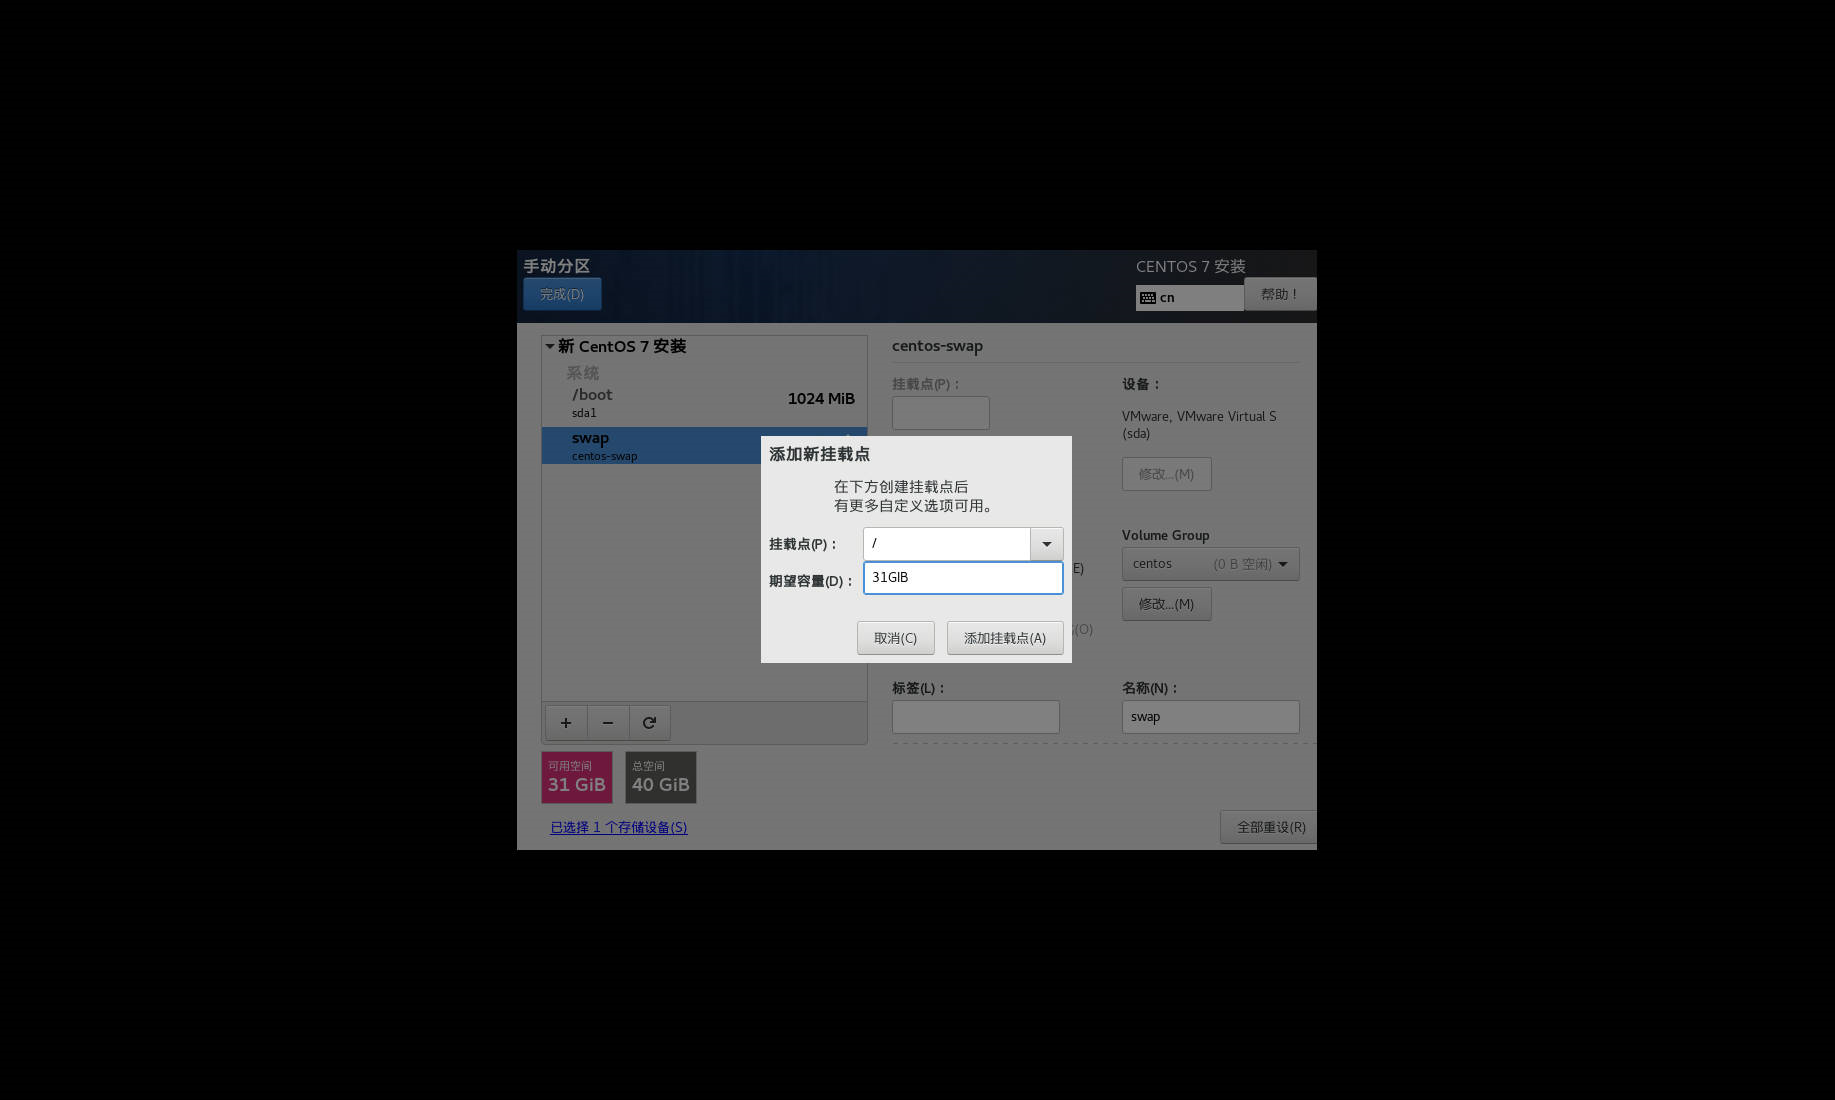 手动分区
CENTOS 7 安装
完成(D)
cn
帮助！
新 CentOS 7 安装
系统
/boot
1024 MiB
sda1
swap
centos-swap
centos-swap
挂载点(P)：
设备：
VMware, VMware Virtual S
(sda)
修改...(M)
添加新挂载点
在下方创建挂载点后
有更多自定义选项可用。
挂载点(P)：
/
期望容量(D)：
31GIB
取消(C)
添加挂载点(A)
E)
(O)
Volume Group
centos
(0 B 空闲)
修改...(M)
标签(L)：
名称(N)：
swap
可用空间
31 GiB
总空间
40 GiB
已选择 1 个存储设备(S)
全部重设(R)